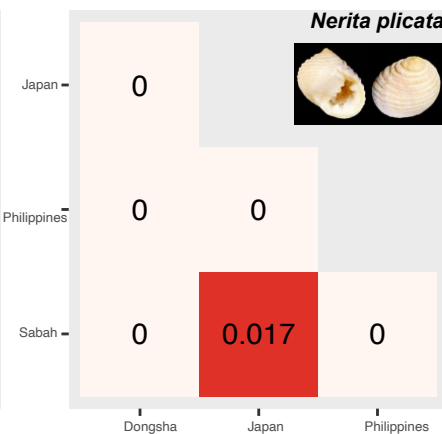 Nerita plicata
Japan
0
Philippines
0 0
Sabah
0 0.017 0
Dongsha Japan Philippines